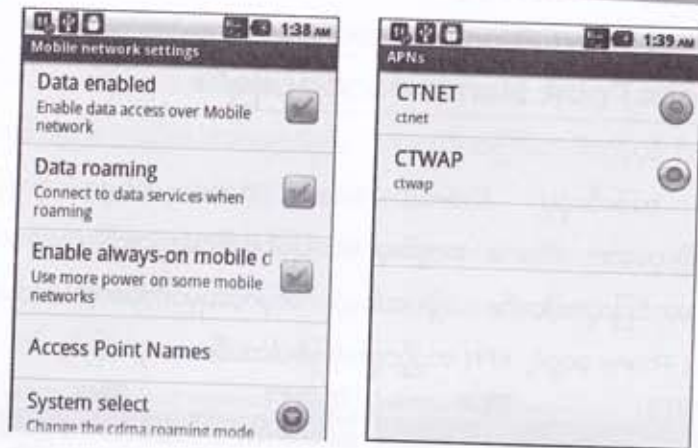 1:38 AM
Mobile network settings
Data enabled
Enable data access over Mobile
network
Data roaming
Connect to data services when
roaming
Enable always-on mobile d
Use more power on some mobile
networks
Access Point Names
System select
Change the cdma roaming mode
1:39 AM
APNs
CTNET
ctnet
CTWAP
ctwap